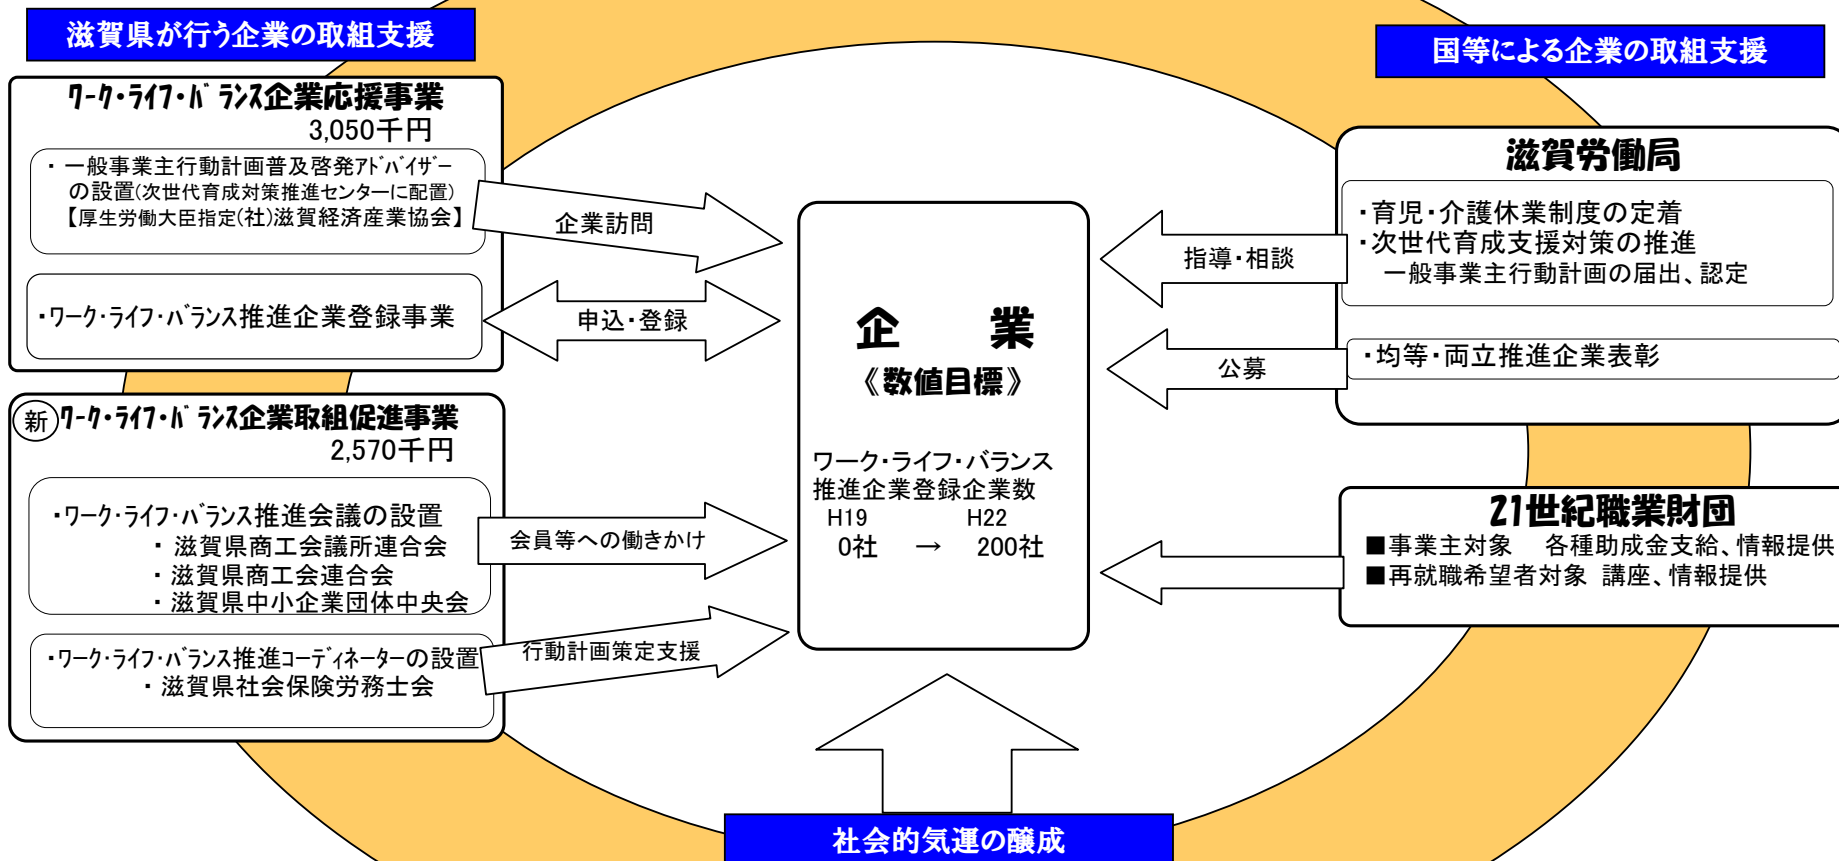 滋賀県が行う企業の取組支援
ワーク・ライフ・バランス企業応援事業
3,050千円
・一般事業主行動計画普及啓発アドバイザー
の設置(次世代育成対策推進センターに配置)
【厚生労働大臣指定(社)滋賀経済産業協会】
企業訪問
・ワーク・ライフ・バランス推進企業登録事業
申込・登録
新 ワーク・ライフ・バランス企業取組促進事業
2,570千円
・ワーク・ライフ・バランス推進会議の設置
・滋賀県商工会議所連合会
・滋賀県商工会連合会
・滋賀県中小企業団体中央会
会員等への働きかけ
・ワーク・ライフ・バランス推進コーディネーターの設置
・滋賀県社会保険労務士会
行動計画策定支援
企 業
《数値目標》
ワーク・ライフ・バランス
推進企業登録企業数
H19 H22
0社 → 200社
国等による企業の取組支援
滋賀労働局
・育児・介護休業制度の定着
・次世代育成支援対策の推進
一般事業主行動計画の届出、認定
指導・相談
・均等・両立推進企業表彰
公募
21世紀職業財団
■事業主対象 各種助成金支給、情報提供
■再就職希望者対象 講座、情報提供
社会的気運の醸成